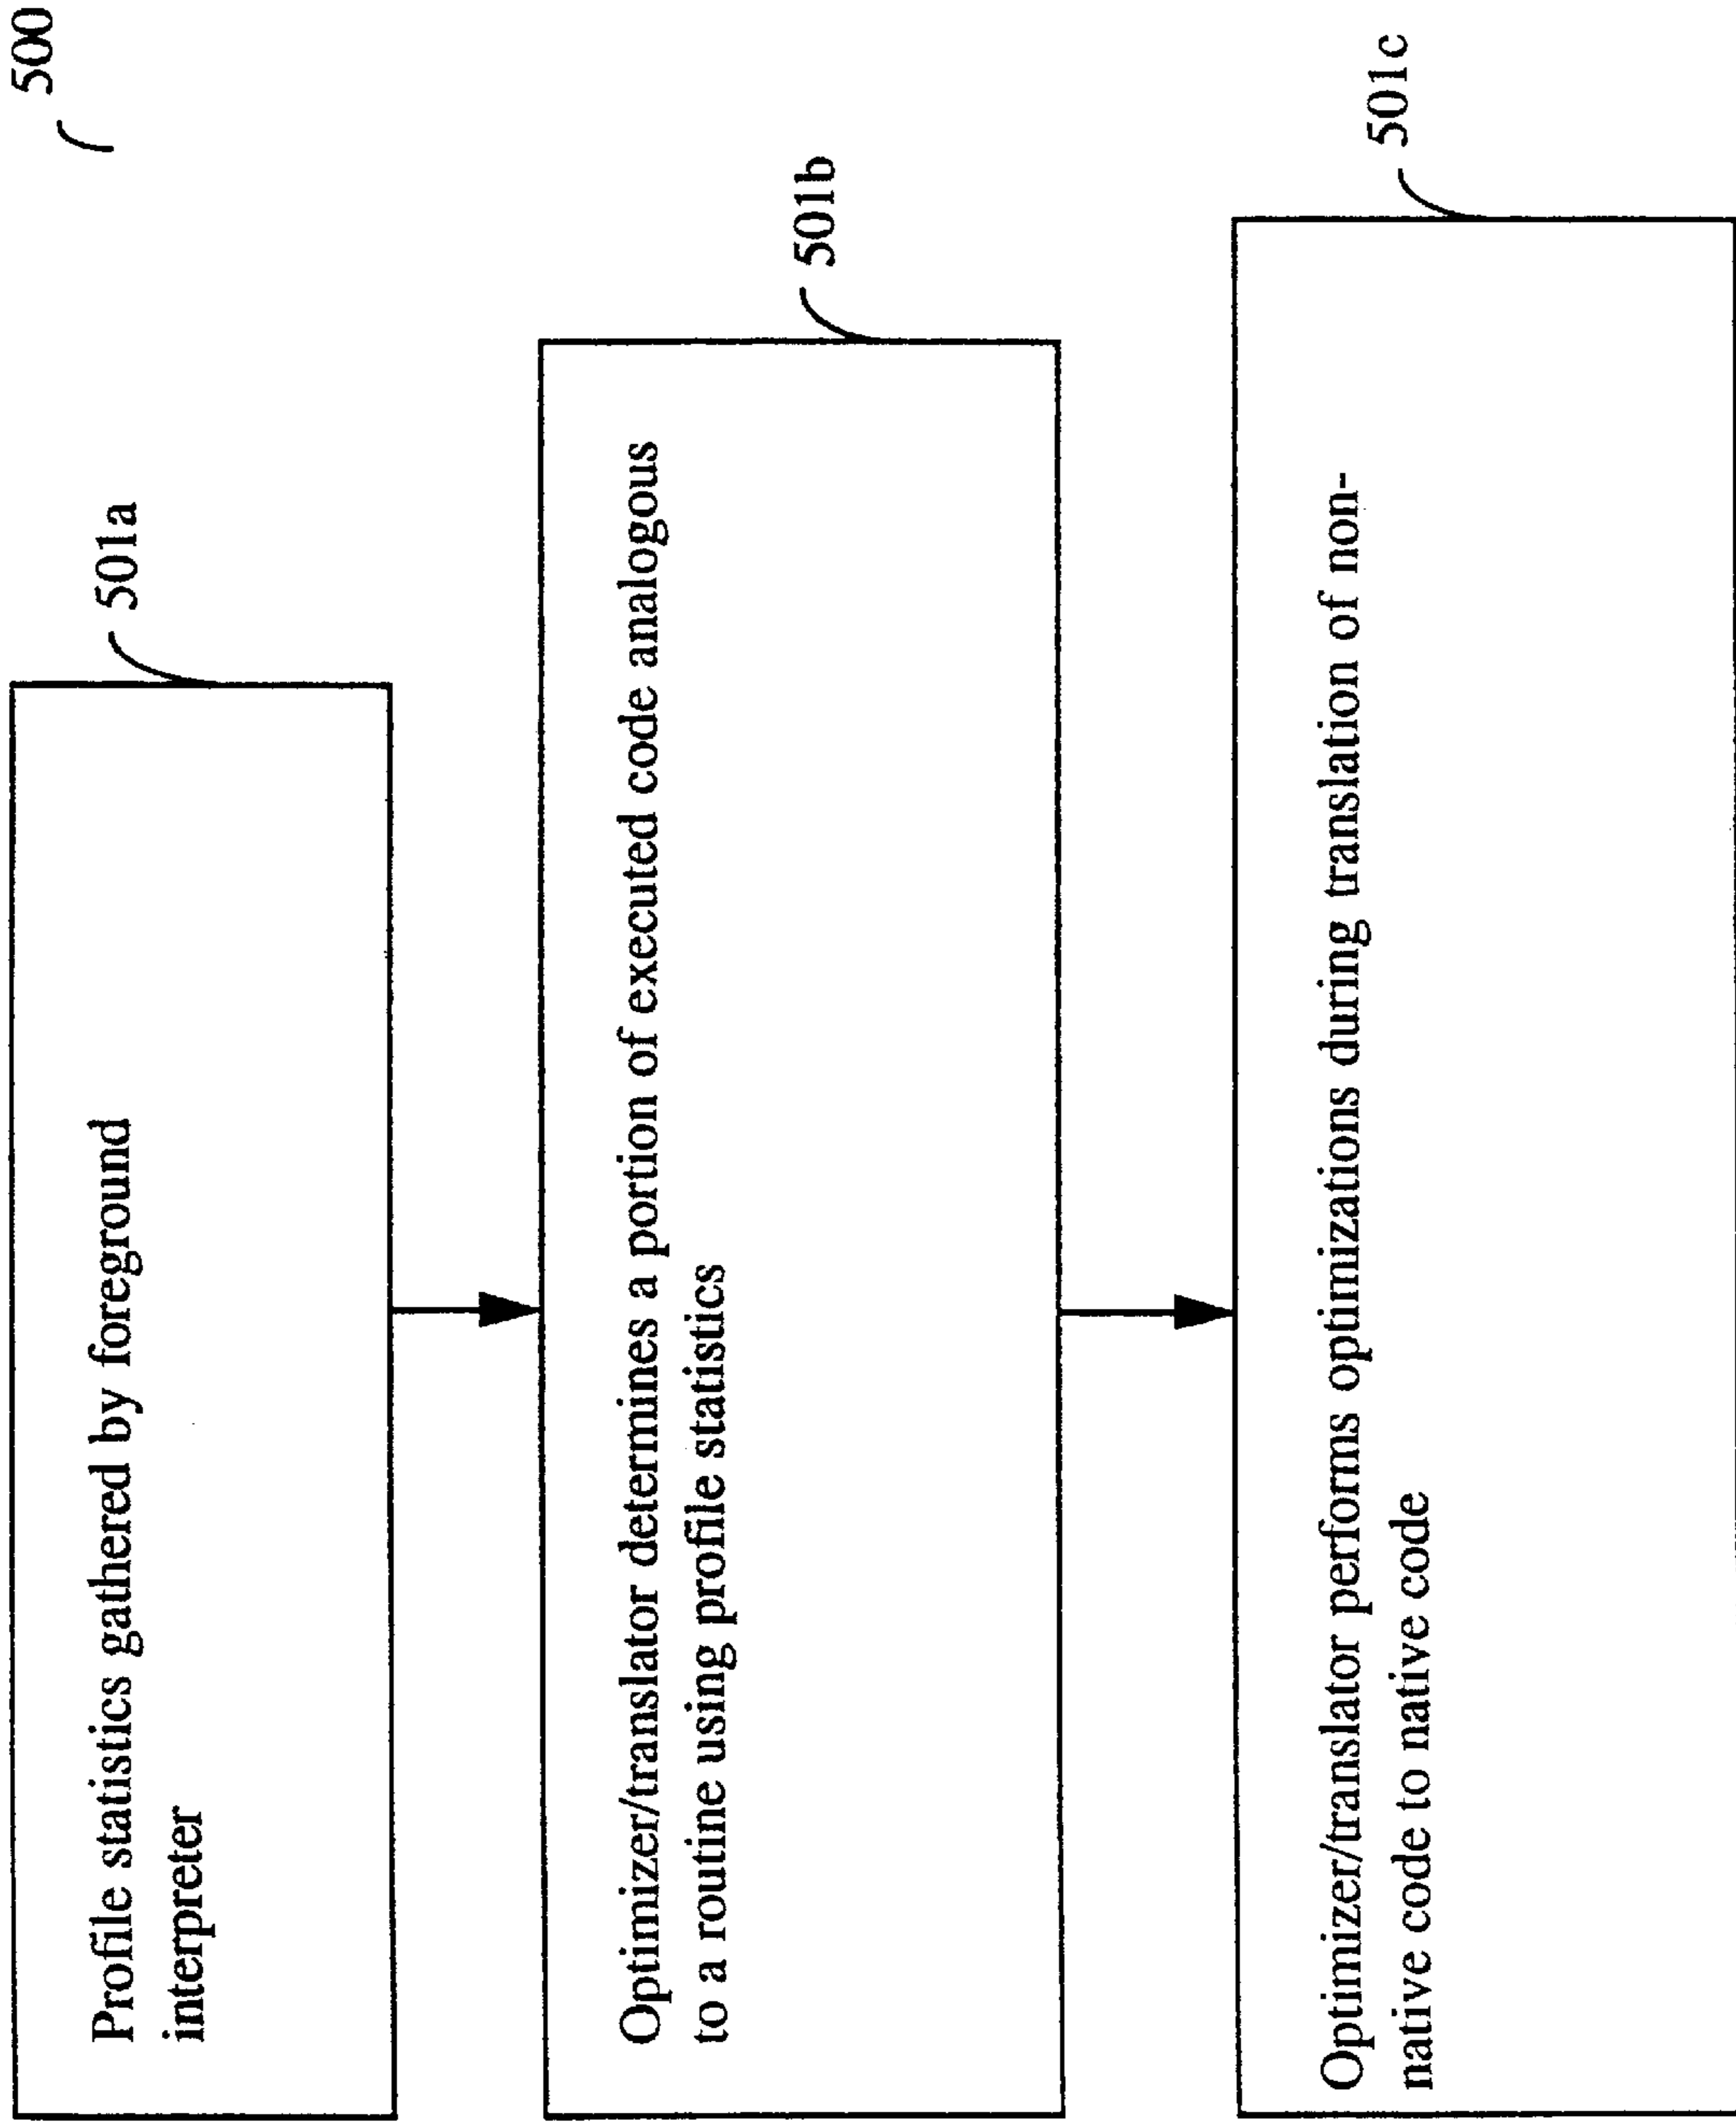 500
Profile statistics gathered by foreground
interpreter
501a
Optimizer/translator determines a portion of executed code analogous
to a routine using profile statistics
501b
Optimizer/translator performs optimizations during translation of non-
native code to native code
501c